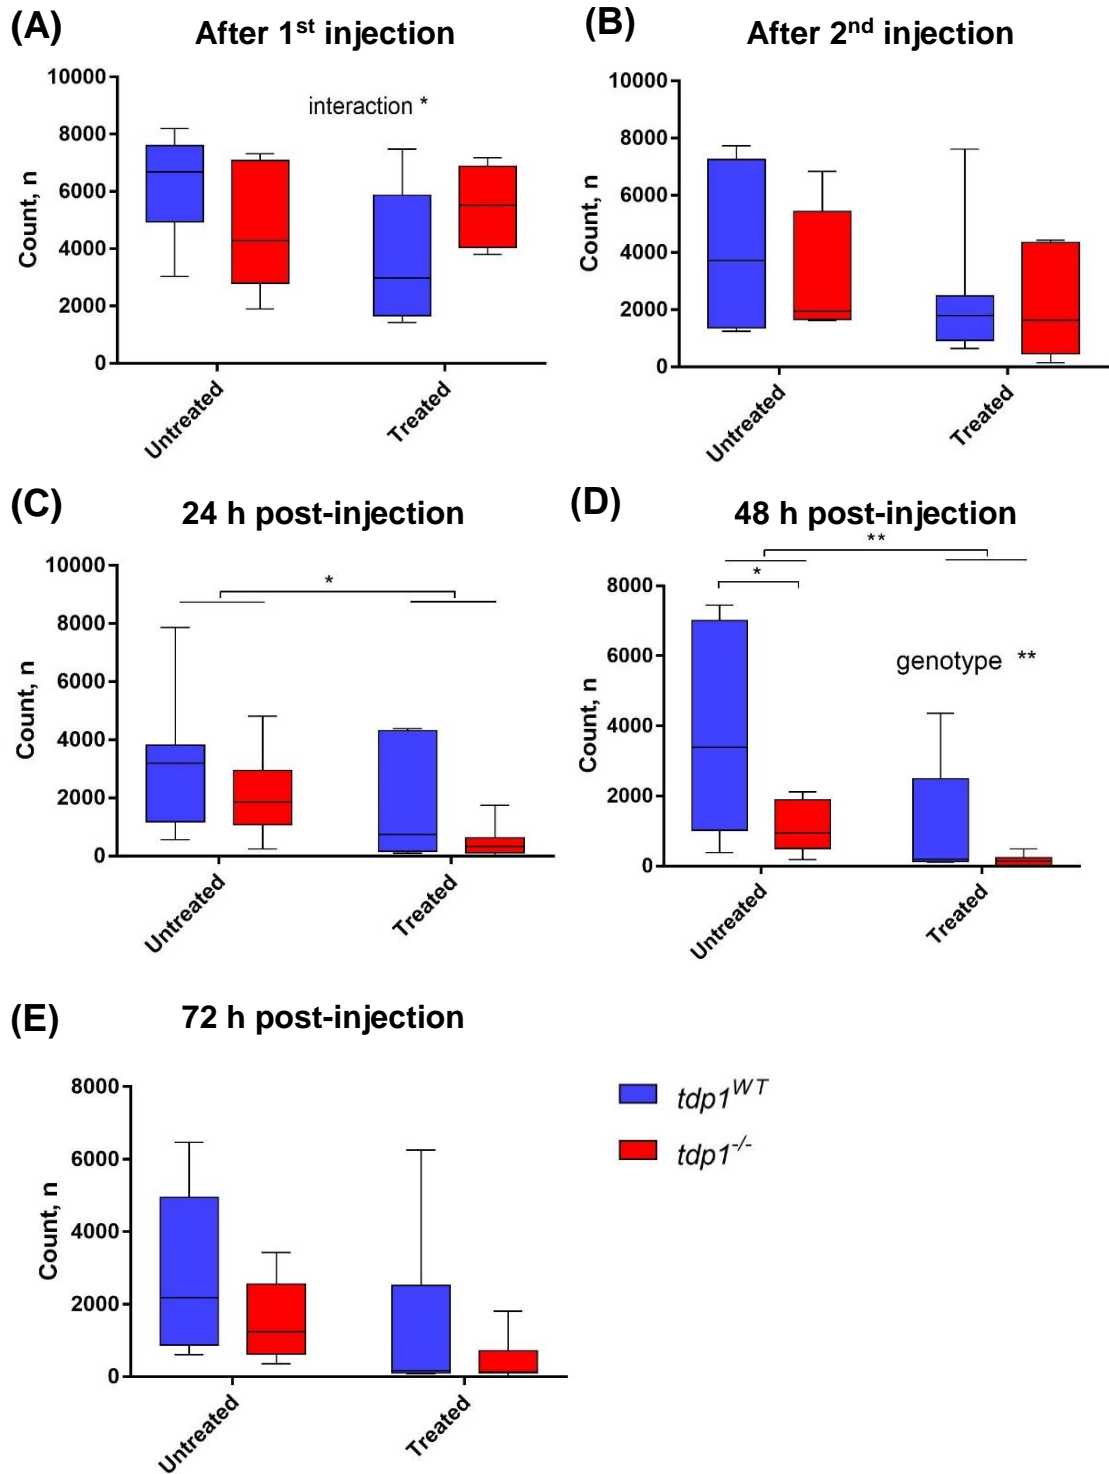 (A) After 1st injection
10000
8000
6000
4000
2000
0
Count, n
interaction *
Untreated
Treated
(B) After 2nd injection
10000
8000
6000
4000
2000
0
Count, n
Untreated
Treated
(C) 24 h post-injection
10000
8000
6000
4000
2000
0
Count, n
*
Untreated
Treated
(D) 48 h post-injection
**
*
8000
6000
4000
2000
0
Count, n
genotype **
Untreated
Treated
(E) 72 h post-injection
8000
6000
4000
2000
0
Count, n
Untreated
Treated
tdp1WT
tdp1-/-